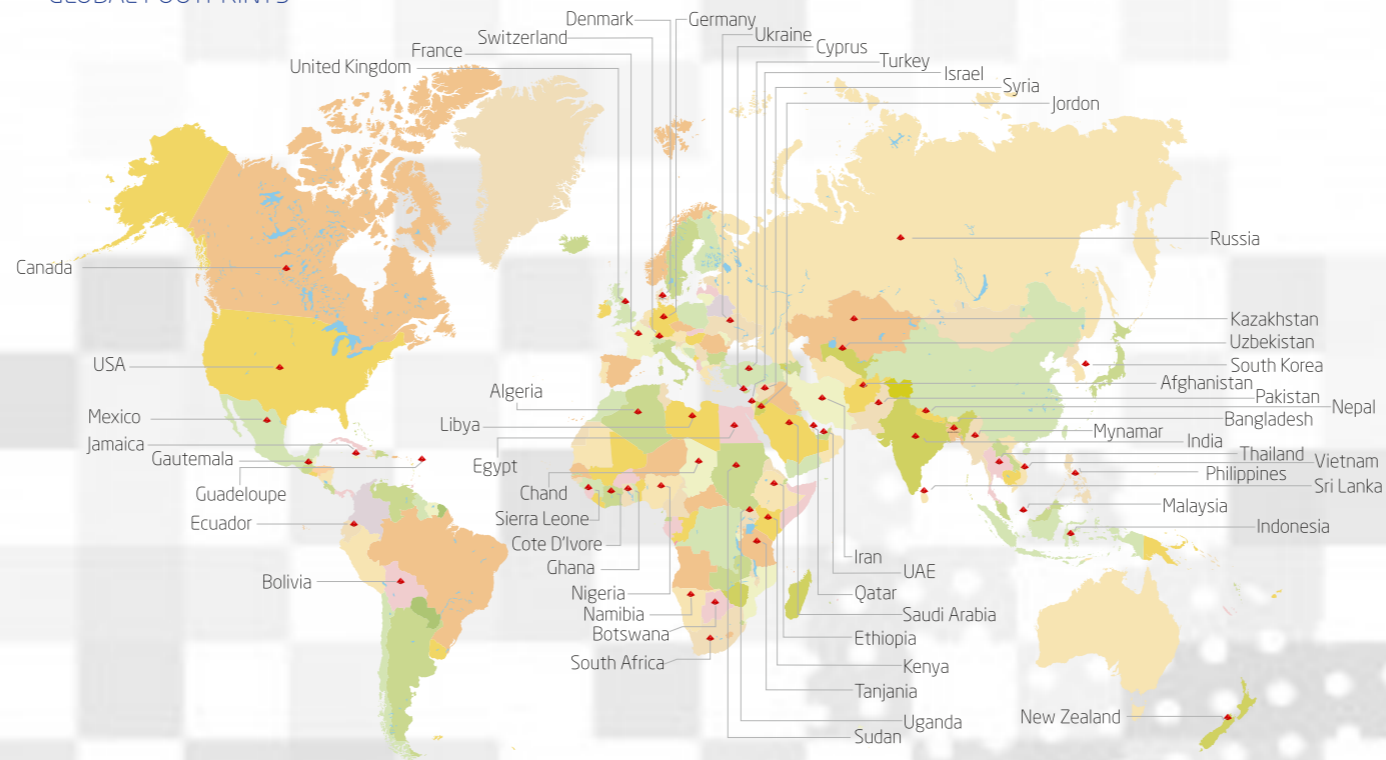 GLOBAL FOOTPRINTS
Denmark
Germany
Switzerland
Ukraine
France
Cyprus
United Kingdom
Turkey
Israel
Syria
Jordon
Russia
Canada
Kazakhstan
Uzbekistan
USA
South Korea
Algeria
Afghanistan
Pakistan
Nepal
Mexico
Libya
Bangladesh
Jamaica
Mynamar
India
Gautemala
Egypt
Thailand
Vietnam
Guadeloupe
Chand
Philippines
Sri Lanka
Ecuador
Sierra Leone
Malaysia
Cote D'Ivore
Indonesia
Ghana
Iran
Bolivia
UAE
Nigeria
Qatar
Namibia
Saudi Arabia
Botswana
Ethiopia
South Africa
Kenya
Tanjania
New Zealand
Uganda
Sudan